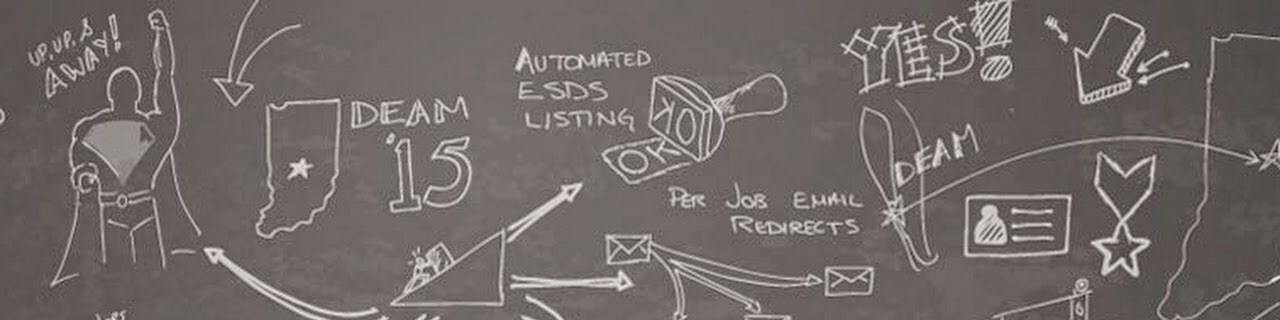 UP, UP, &
AWAY!
DEAM
'15
AUTOMATED
ESDS
LISTING
OK
OK
PER JOB EMAIL
REDIRECTS
YES!
DEAM